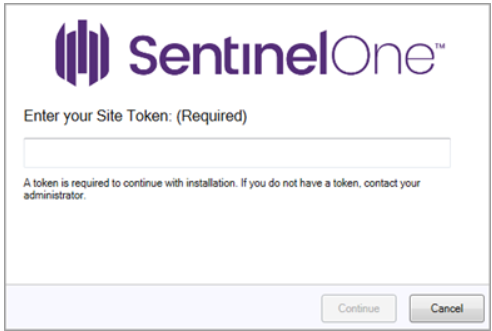 SentinelOne™
Enter your Site Token: (Required)
A token is required to continue with installation. If you do not have a token, contact your
administrator.
Continue
Cancel